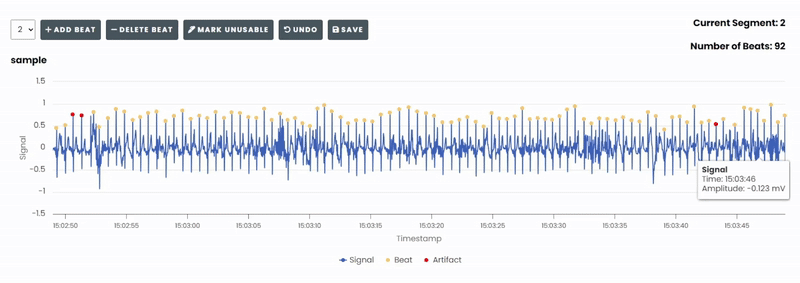 2 ADD BEAT DELETE BEAT MARK UNUSABLE UNDO SAVE
Current Segment: 2
Number of Beats: 92
sample
1.5
1
0.5
0
−0.5
−1
−1.5
Signal
Signal
Time: 15:03:46
Amplitude: -0.123 mV
15:02:50 15:02:55 15:03:00 15:03:05 15:03:10 15:03:15 15:03:20 15:03:25 15:03:30 15:03:35 15:03:40 15:03:45
Timestamp
Signal Beat Artifact